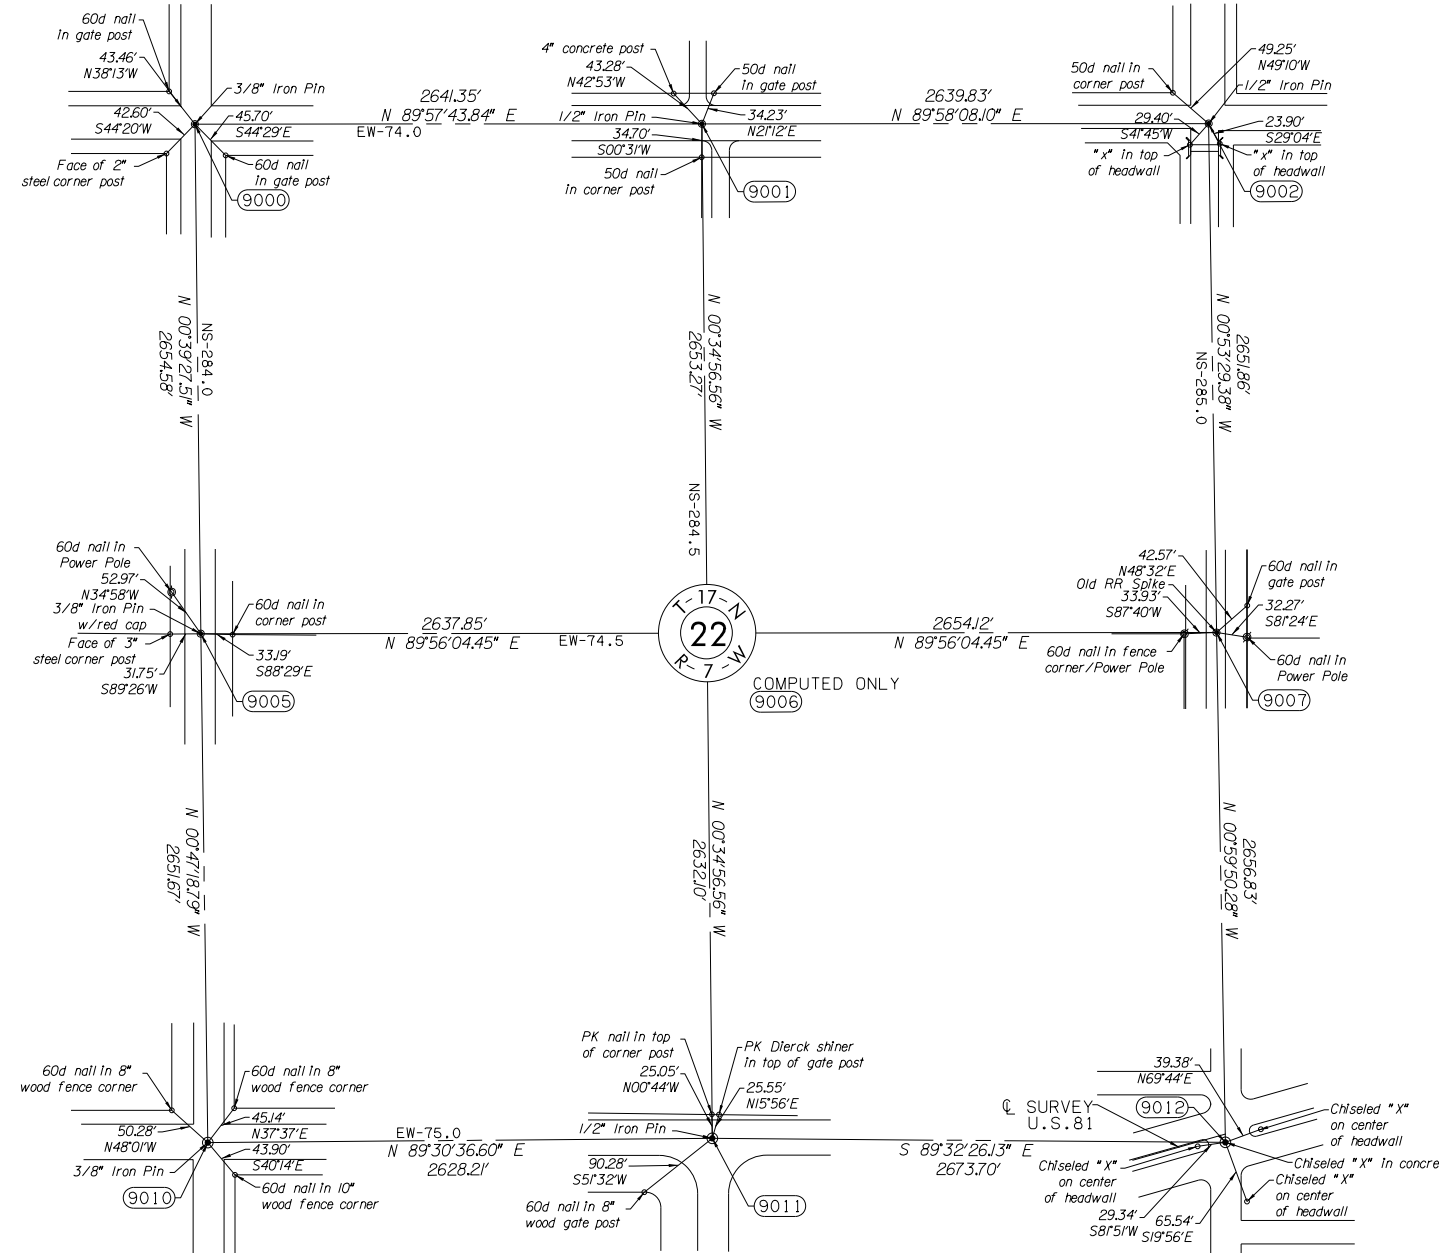 60d nail
in gate post
43.46'
N38°13'W
3/8" Iron Pin
42.60'
S44°20'W
45.70'
S44°29'E
Face of 2"
steel corner post
60d nail
in gate post
9000
2641.35'
N 89°57'43.84" E
EW-74.0
4" concrete post
43.28'
N42°53'W
50d nail
in gate post
1/2" Iron Pin
34.23'
N21°12'E
34.70'
S00°31'W
50d nail
in corner post
9001
2639.83'
N 89°58'08.10" E
50d nail in
corner post
49.25'
N49°10'W
1/2" Iron Pin
29.40'
S41°45'W
23.90'
S29°04'E
"x" in top
of headwall
"x" in top
of headwall
9002
NS-284.0
N 00°39'27.51" W
2654.58'
N 00°34'56.56" W
2653.27'
NS-284.5
2651.86'
N 00°53'29.38" W
NS-285.0
60d nail in
Power Pole
52.97'
N34°58'W
3/8" Iron Pin
w/red cap
Face of 3"
steel corner post
31.75'
S89°26'W
60d nail in
corner post
33.19'
S88°29'E
9005
2637.85'
N 89°56'04.45" E
EW-74.5
T-17-N
22
R-7-W
COMPUTED ONLY
9006
2654.12'
N 89°56'04.45" E
42.57'
N48°32'E
Old RR Spike
33.93'
S87°40'W
60d nail in
gate post
32.27'
S81°24'E
60d nail in fence
corner/Power Pole
60d nail in
Power Pole
9007
N 00°47'18.79" W
2651.67'
N 00°34'56.56" W
2632.10'
2656.83'
N 00°59'50.28" W
60d nail in 8"
wood fence corner
60d nail in 8"
wood fence corner
50.28'
N48°01'W
45.14'
N37°37'E
3/8" Iron Pin
43.90'
S40°14'E
60d nail in 10"
wood fence corner
9010
EW-75.0
N 89°30'36.60" E
2628.21'
PK nail in top
of corner post
25.05'
N00°44'W
PK Dierck shiner
in top of gate post
25.55'
N15°56'E
1/2" Iron Pin
90.28'
S51°32'W
60d nail in 8"
wood gate post
9011
S 89°32'26.13" E
2673.70'
39.38'
N69°44'E
9012
℄ SURVEY
U.S.81
Chiseled "X"
on center
of headwall
Chiseled "X" in concre
Chiseled "X"
on center
of headwall
Chiseled "X"
on center
of headwall
29.34'
S81°51'W
65.54'
S19°56'E